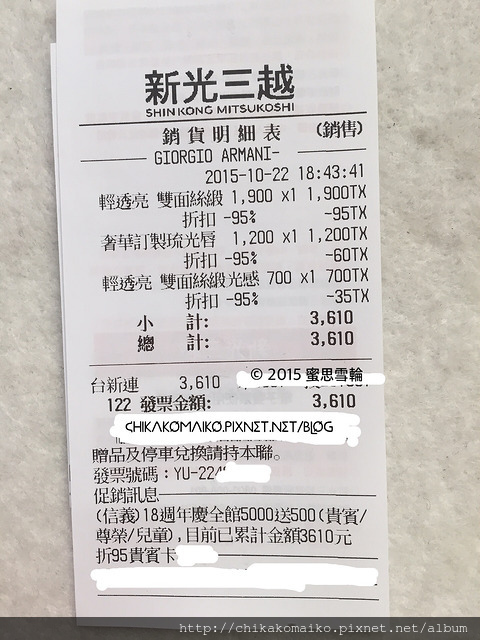 新光三越
SHIN KONG MITSUKOSHI
銷貨明細表 (銷售)
GIORGIO ARMANI-
2015-10-22 18:43:41
輕透亮 雙面絲緞 1,900 x1 1,900TX
折扣 -95% -95TX
奢華訂製琉光唇 1,200 x1 1,200TX
折扣 -95% -60TX
輕透亮 雙面絲緞光感 700 x1 700TX
折扣 -95% -35TX
小 計: 3,610
總 計: 3,610
© 2015 蜜思雪輪
台新連 3,610
122 發票金額: 3,610
CHIKAKOMAIKO.PIXNET.NET/BLOG
贈品及停車兌換請持本聯。
發票號碼：YU-224
促銷訊息
(信義)18週年慶全館5000送500(貴賓/
尊榮/兒童),目前已累計金額3610元
折95貴賓卡
http://chikakomaiko.pixnet.net/album